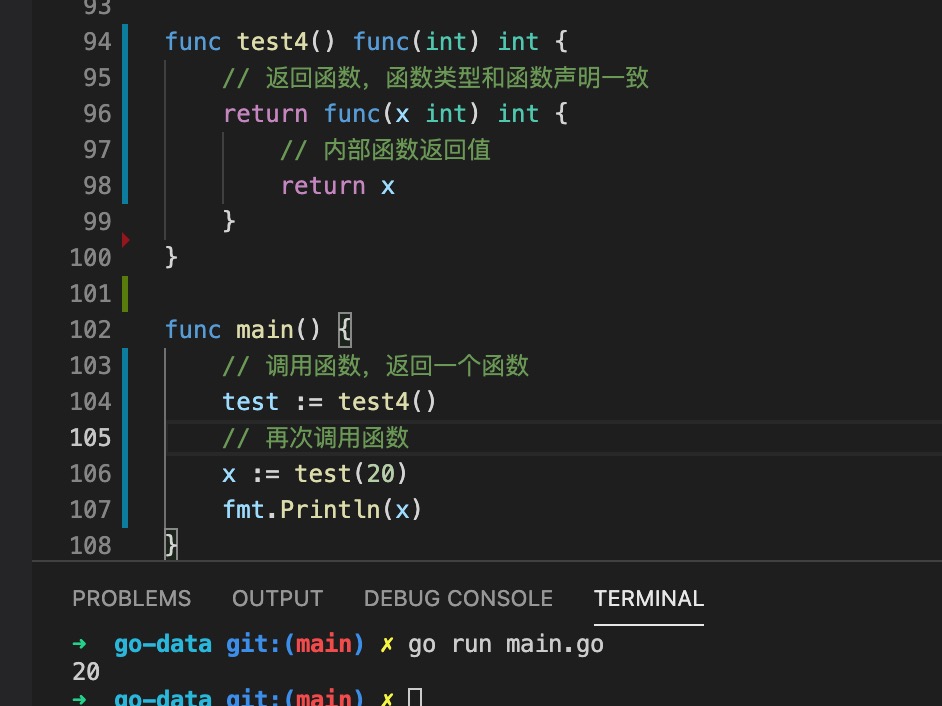 93
94 func test4() func(int) int {
95 // 返回函数，函数类型和函数声明一致
96 return func(x int) int {
97 // 内部函数返回值
98 return x
99 }
100 }
101
102 func main() {
103 // 调用函数，返回一个函数
104 test := test4()
105 // 再次调用函数
106 x := test(20)
107 fmt.Println(x)
108 }
PROBLEMS OUTPUT DEBUG CONSOLE TERMINAL
➜ go-data git:(main) ✗ go run main.go
20
➜ go-data git:(main) ✗